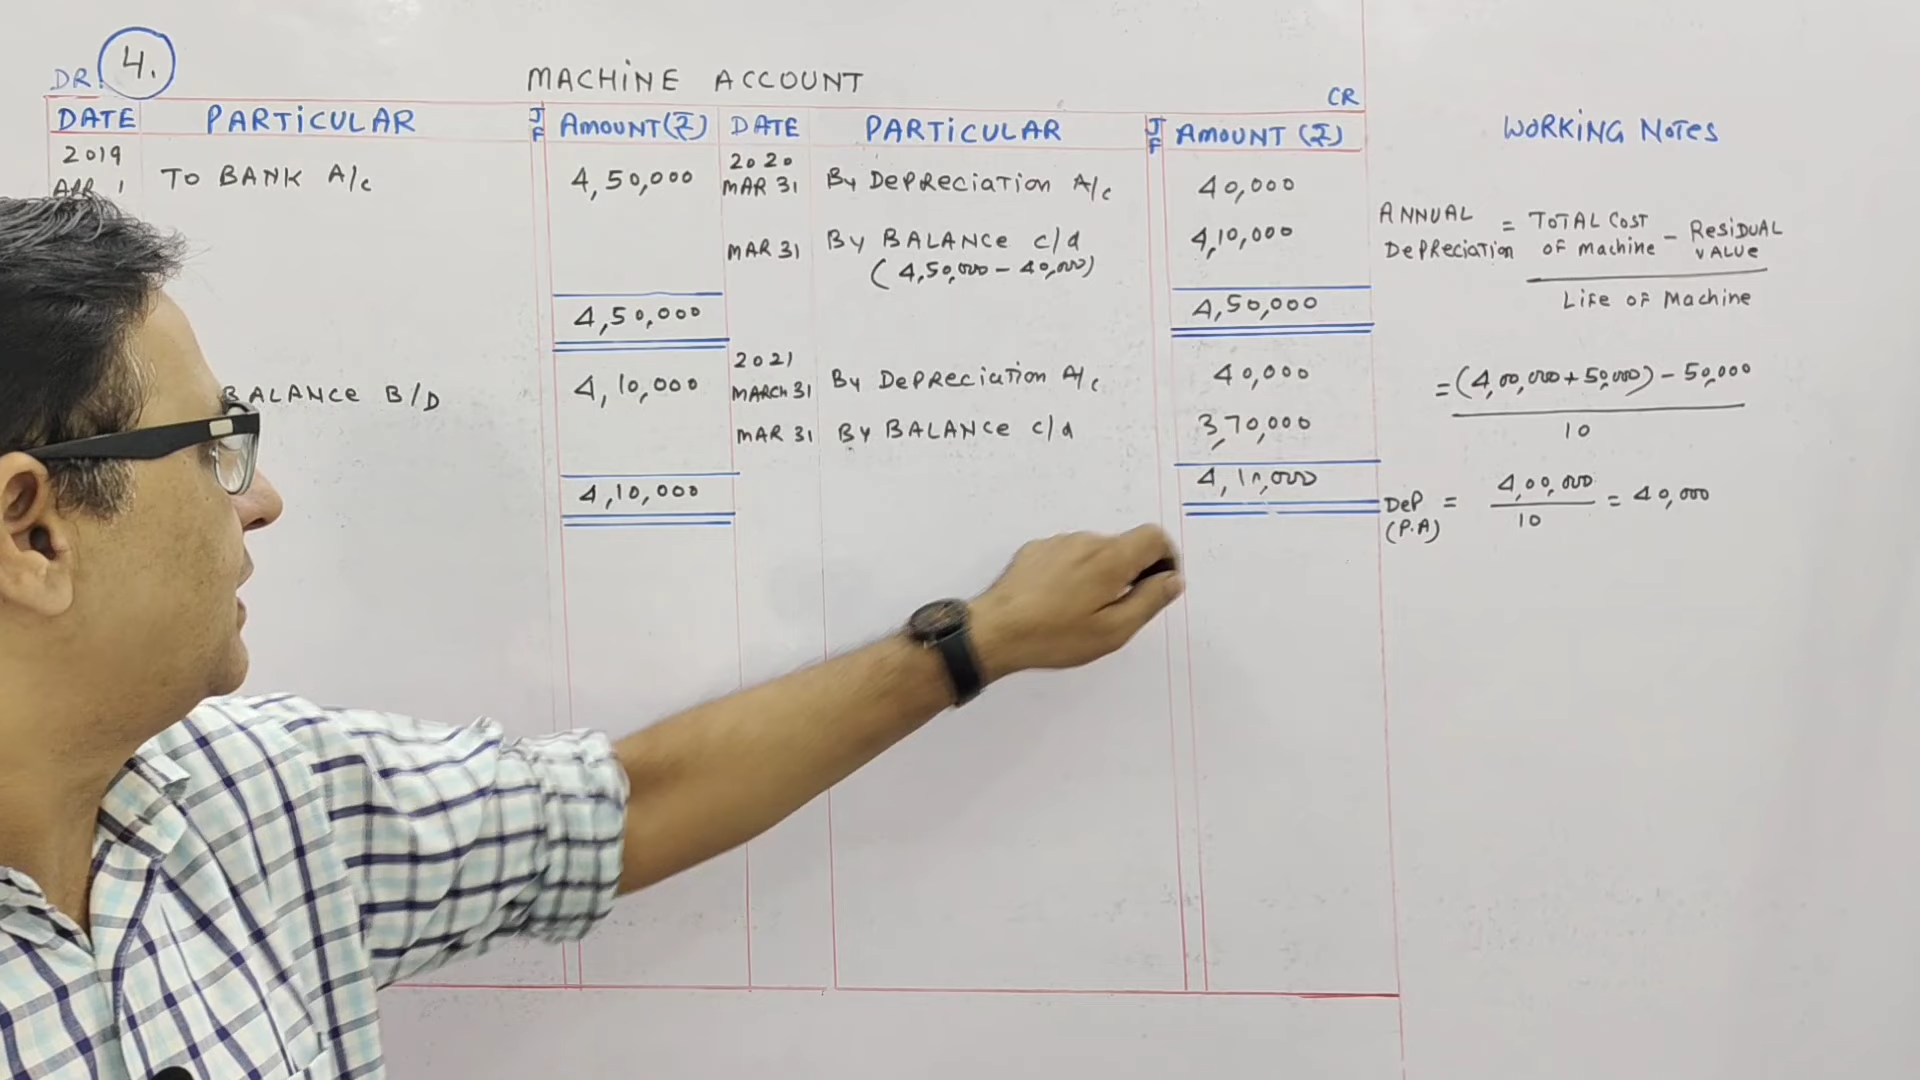 4.
DR.
MACHINE ACCOUNT
CR
DATE PARTICULAR JF AMOUNT (₹) DATE PARTICULAR JF AMOUNT (₹)
2019 2020
APR 1 TO BANK A/c 4,50,000 MAR 31 By DEPRECIATION A/c 40,000
MAR 31 By BALANCE c/d 4,10,000
(4,50,000 - 40,000)
4,50,000 4,50,000
2021
BALANCE B/D 4,10,000 MARCH 31 By DEPRECIATION A/c 40,000
MAR 31 By BALANCE c/d 3,70,000
4,10,000 4,10,000
WORKING NOTES
ANNUAL DEPRECIATION = TOTAL COST OF MACHINE - RESIDUAL VALUE
LIFE OF MACHINE
= (4,00,000 + 50,000) - 50,000
10
DEP (P.A) = 4,00,000 = 40,000
10